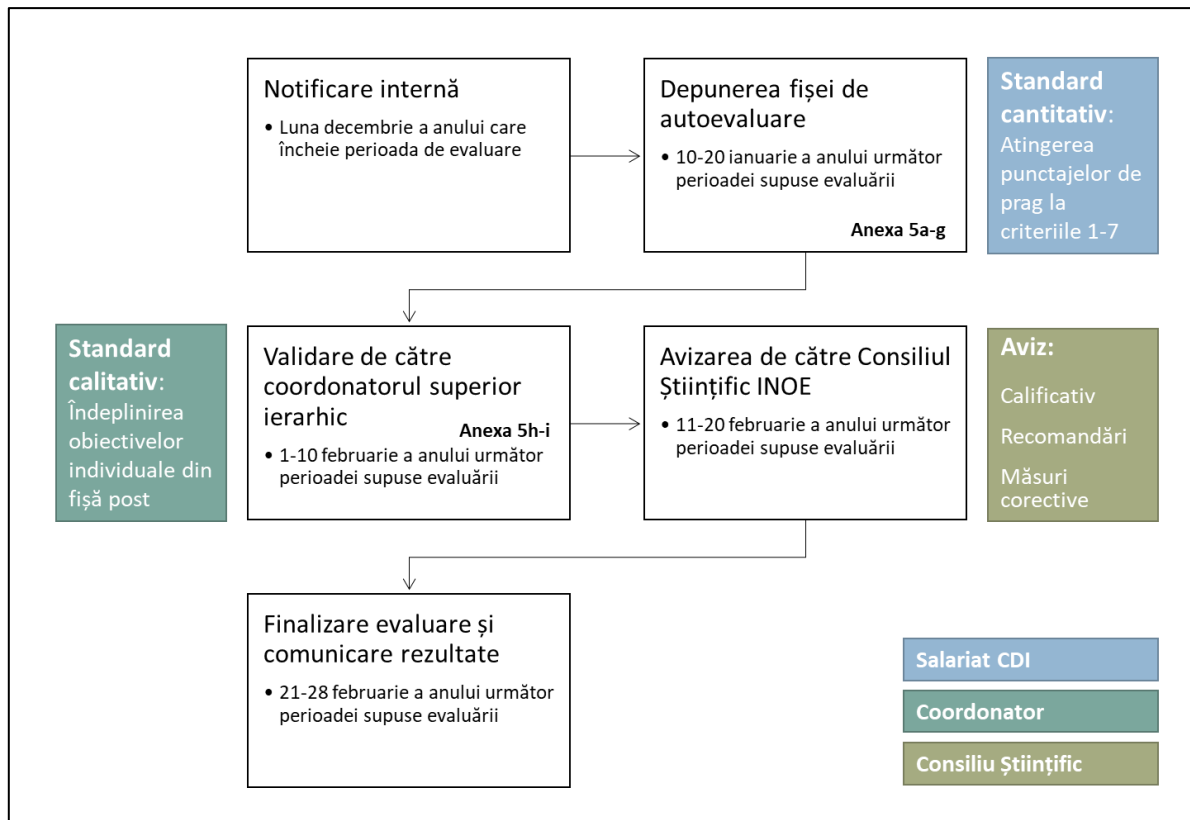 Notificare internă
• Luna decembrie a anului care
încheie perioada de evaluare
Depunerea fișei de
autoevaluare
• 10-20 ianuarie a anului următor
perioadei supuse evaluării
Anexa 5a-g
Standard
cantitativ:
Atingerea
punctajelor de
prag la
criteriile 1-7
Standard
calitativ:
Îndeplinirea
obiectivelor
individuale din
fișă post
Validare de către
coordonatorul superior
ierarhic
Anexa 5h-i
• 1-10 februarie a anului următor
perioadei supuse evaluării
Avizarea de către Consiliul
Științific INOE
• 11-20 februarie a anului următor
perioadei supuse evaluării
Aviz:
Calificativ
Recomandări
Măsuri
corective
Finalizare evaluare și
comunicare rezultate
• 21-28 februarie a anului următor
perioadei supuse evaluării
Salariat CDI
Coordonator
Consiliu Științific